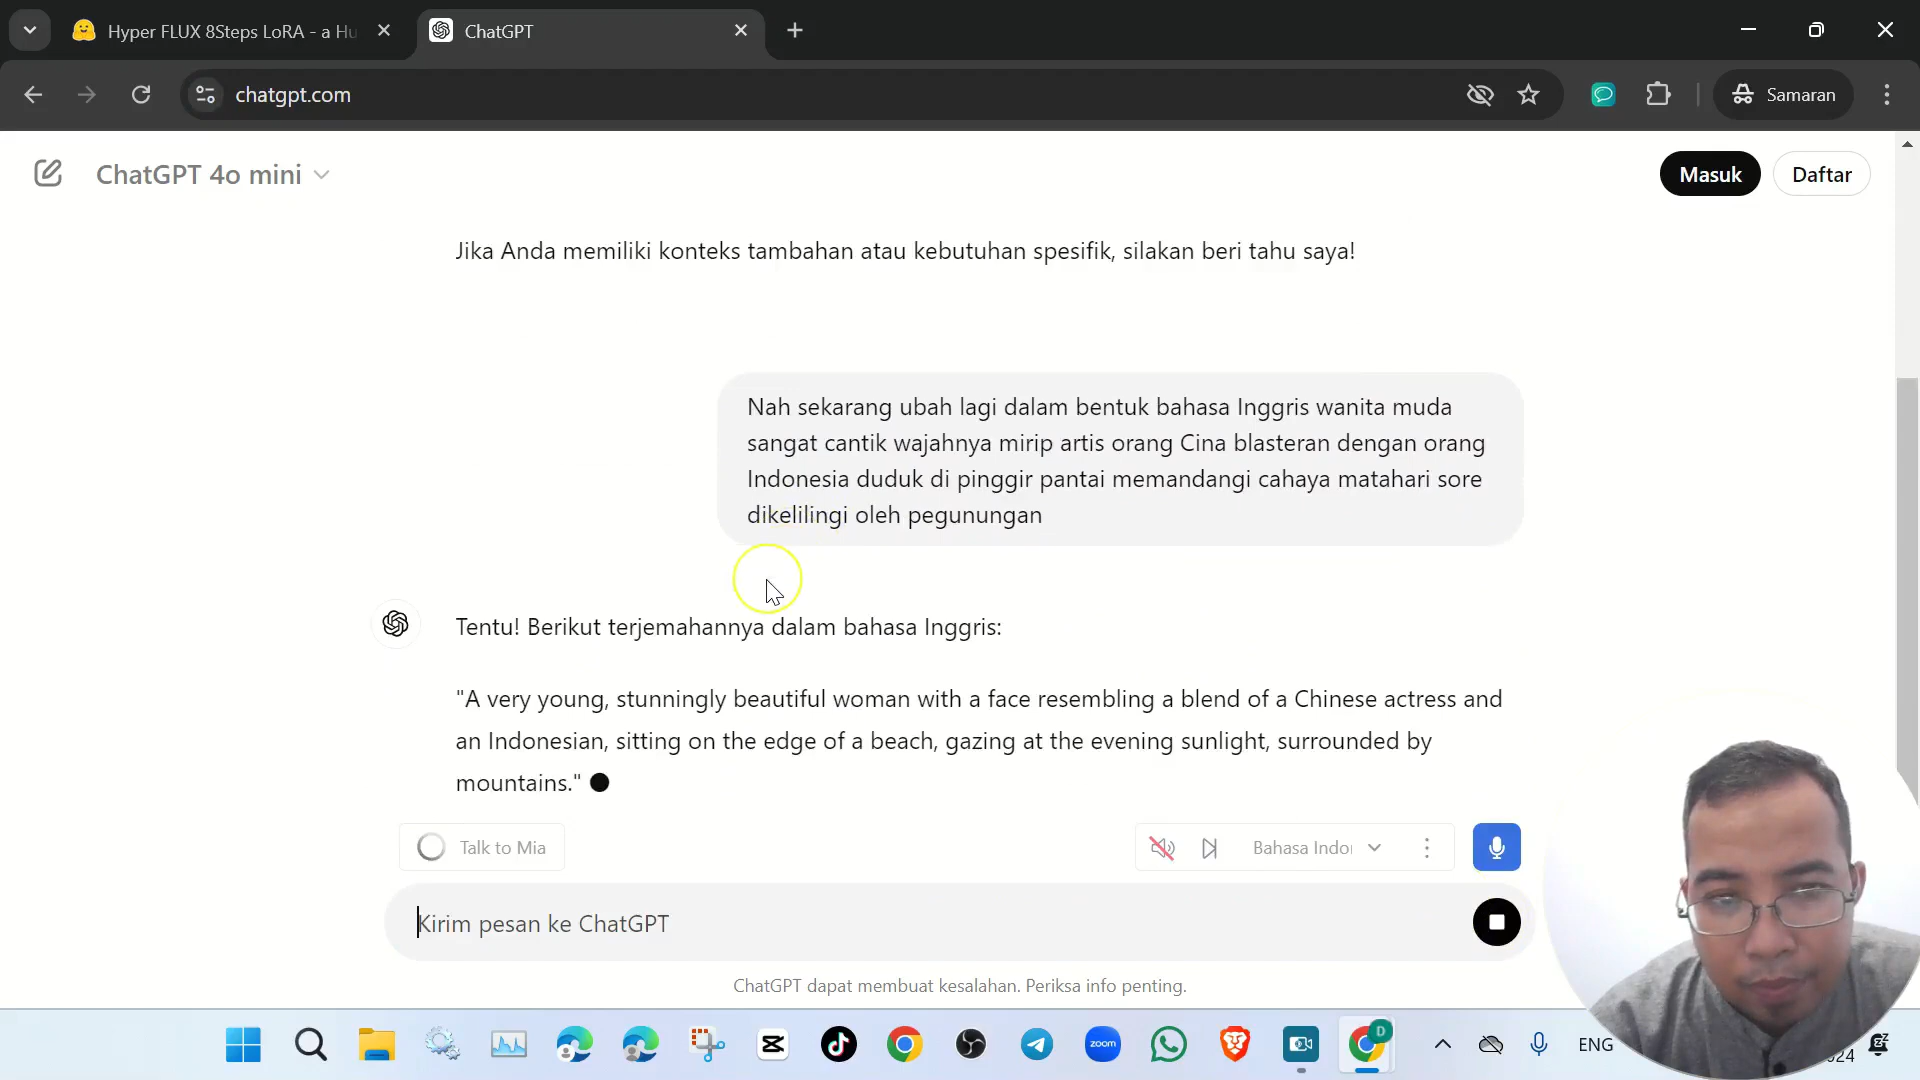 Hyper FLUX 8Steps LoRA - a Hu
ChatGPT
chatgpt.com
Samaran
ChatGPT 4o mini
Masuk
Daftar
Jika Anda memiliki konteks tambahan atau kebutuhan spesifik, silakan beri tahu saya!
Nah sekarang ubah lagi dalam bentuk bahasa Inggris wanita muda
sangat cantik wajahnya mirip artis orang Cina blasteran dengan orang
Indonesia duduk di pinggir pantai memandangi cahaya matahari sore
dikelilingi oleh pegunungan
Tentu! Berikut terjemahannya dalam bahasa Inggris:
"A very young, stunningly beautiful woman with a face resembling a blend of a Chinese actress and
an Indonesian, sitting on the edge of a beach, gazing at the evening sunlight, surrounded by
mountains."
Talk to Mia
Bahasa Indo
Kirim pesan ke ChatGPT
ChatGPT dapat membuat kesalahan. Periksa info penting.
zoom
D
ENG